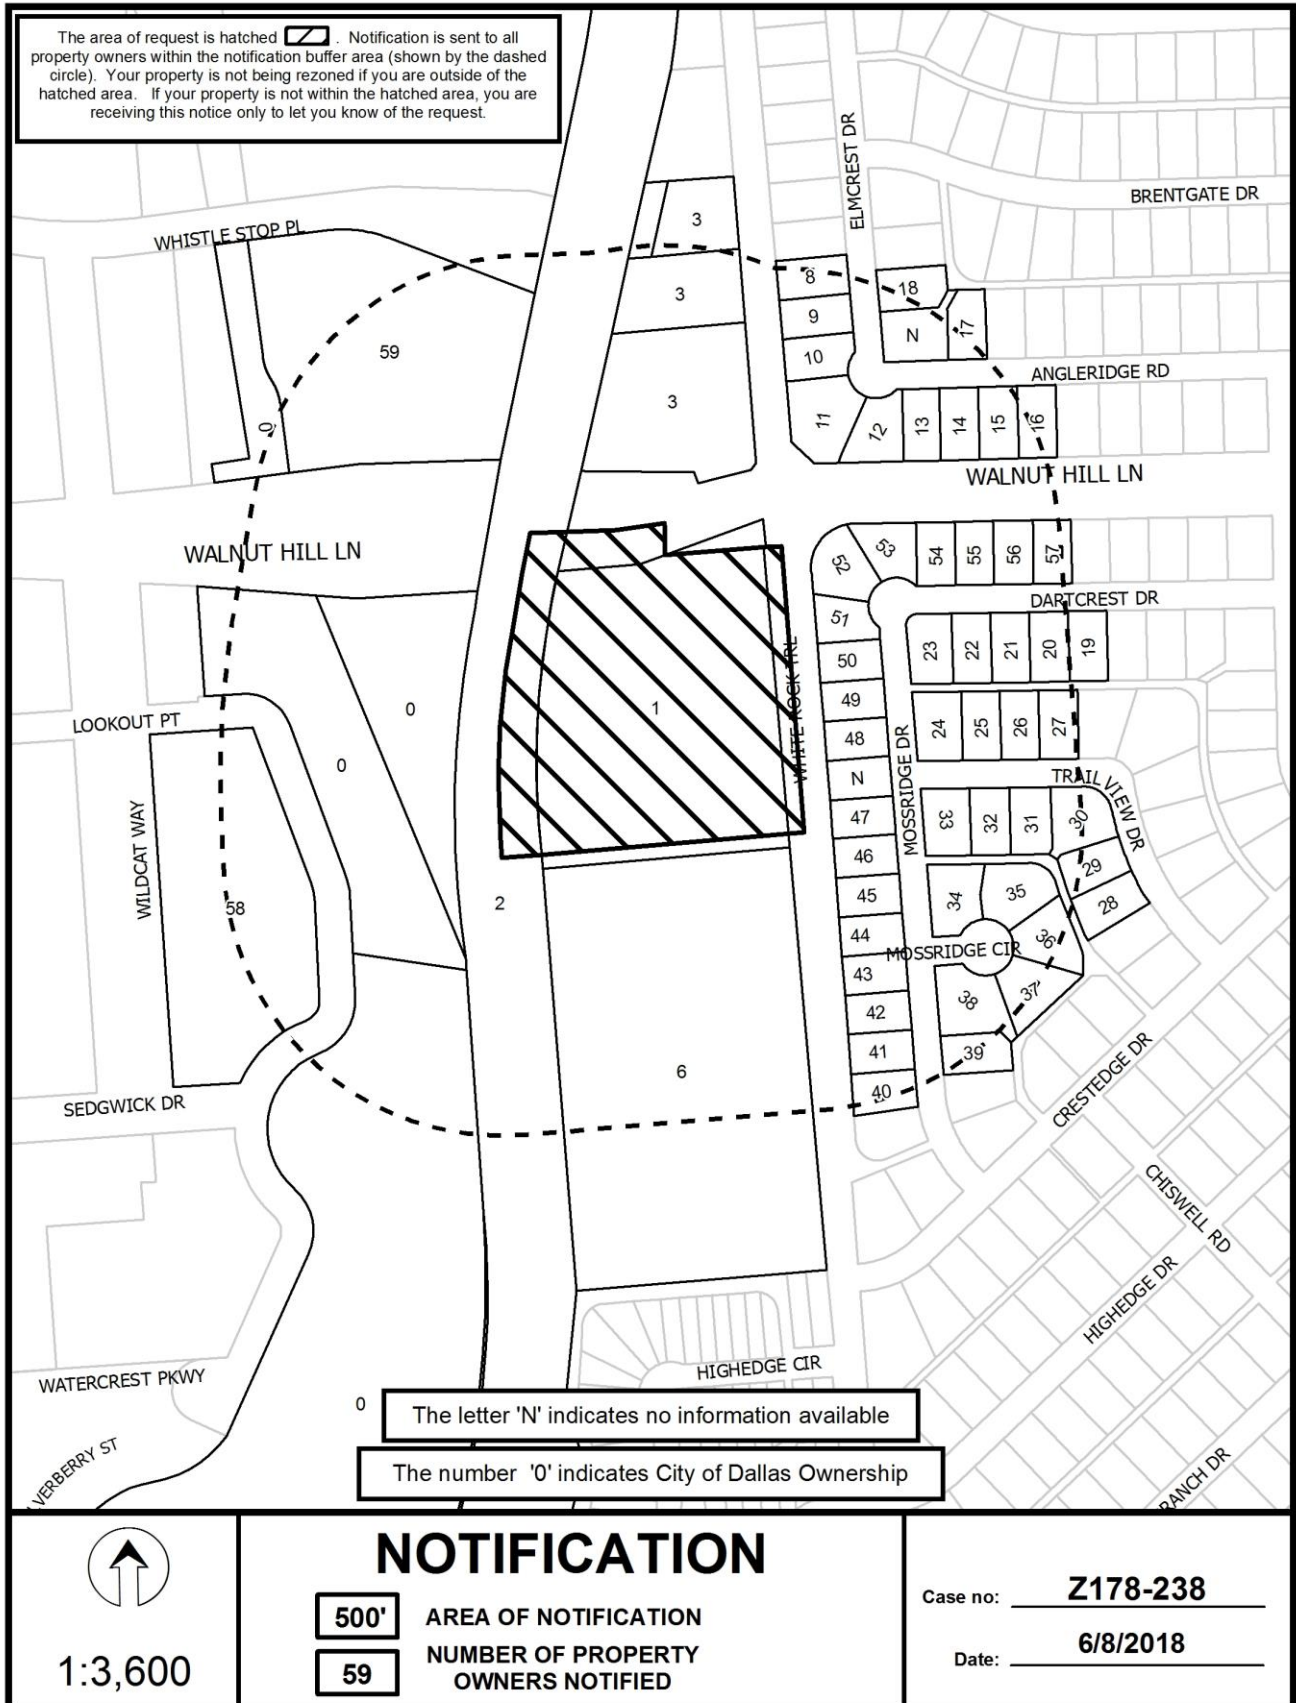 The area of request is hatched . Notification is sent to all
property owners within the notification buffer area (shown by the dashed
circle). Your property is not being rezoned if you are outside of the
hatched area. If your property is not within the hatched area, you are
receiving this notice only to let you know of the request.
ELMCREST DR
BRENTGATE DR
WHISTLE STOP PL
3
3
3
59
0
8
9
10
11
12
13
14
15
16
18
N
17
ANGLERIDGE RD
WALNUT HILL LN
WALNUT HILL LN
52
53
54
55
56
57
DARTCREST DR
51
50
49
48
N
47
46
45
44
43
42
41
40
23
22
21
20
19
24
25
26
27
TRAIL VIEW DR
MOSSRIDGE DR
WHITE ROCK TRL
1
0
0
LOOKOUT PT
WILDCAT WAY
58
2
33
32
31
30
29
28
34
35
36
37
38
39
MOSSRIDGE CIR
6
SEDGWICK DR
CRESTEDGE DR
CHISWELL RD
HIGHEDGE DR
HIGHEDGE CIR
WATERCREST PKWY
LVERBERRY ST
RANCH DR
0
The letter 'N' indicates no information available
The number '0' indicates City of Dallas Ownership
1:3,600
NOTIFICATION
500' AREA OF NOTIFICATION
59 NUMBER OF PROPERTY
OWNERS NOTIFIED
Case no: Z178-238
Date: 6/8/2018